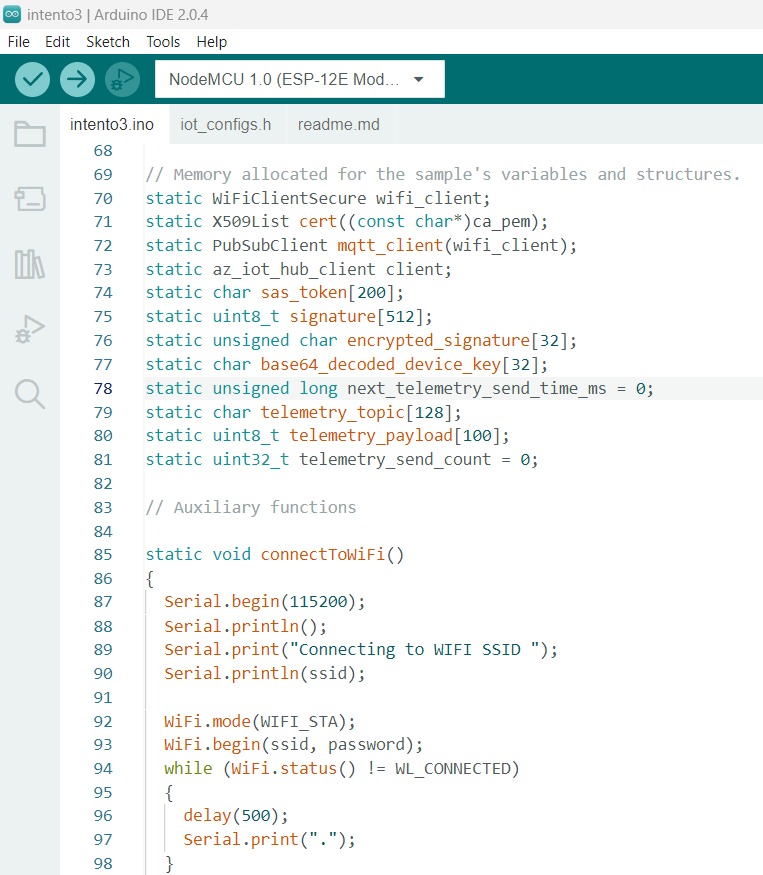 intento3 | Arduino IDE 2.0.4
File Edit Sketch Tools Help
NodeMCU 1.0 (ESP-12E Mod...
intento3.ino iot_configs.h readme.md
68
69 // Memory allocated for the sample's variables and structures.
70 static WiFiClientSecure wifi_client;
71 static X509List cert((const char*)ca_pem);
72 static PubSubClient mqtt_client(wifi_client);
73 static az_iot_hub_client client;
74 static char sas_token[200];
75 static uint8_t signature[512];
76 static unsigned char encrypted_signature[32];
77 static char base64_decoded_device_key[32];
78 static unsigned long next_telemetry_send_time_ms = 0;
79 static char telemetry_topic[128];
80 static uint8_t telemetry_payload[100];
81 static uint32_t telemetry_send_count = 0;
82
83 // Auxiliary functions
84
85 static void connectToWiFi()
86 {
87 Serial.begin(115200);
88 Serial.println();
89 Serial.print("Connecting to WIFI SSID ");
90 Serial.println(ssid);
91
92 WiFi.mode(WIFI_STA);
93 WiFi.begin(ssid, password);
94 while (WiFi.status() != WL_CONNECTED)
95 {
96 delay(500);
97 Serial.print(".");
98 }